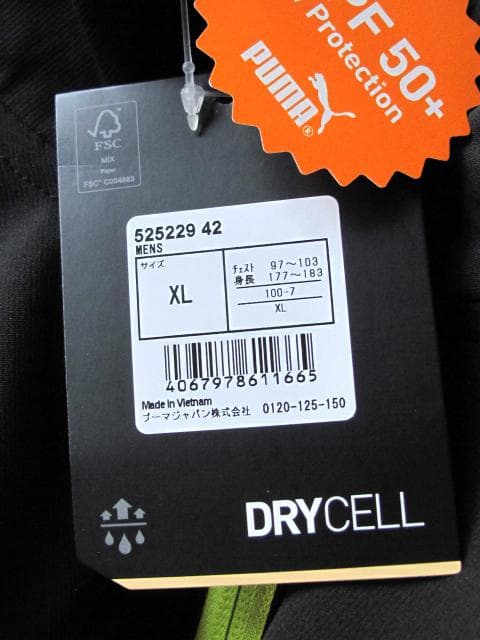 PF 50+
Protection
PUMA®
FSC
MIX
Paper
FSC® C004883
525229 42
MENS
サイズ
XL
チェスト 97～103
身長 177～183
100-7
XL
4067978611665
Made in Vietnam
プーマジャパン株式会社 0120-125-150
DRYCELL